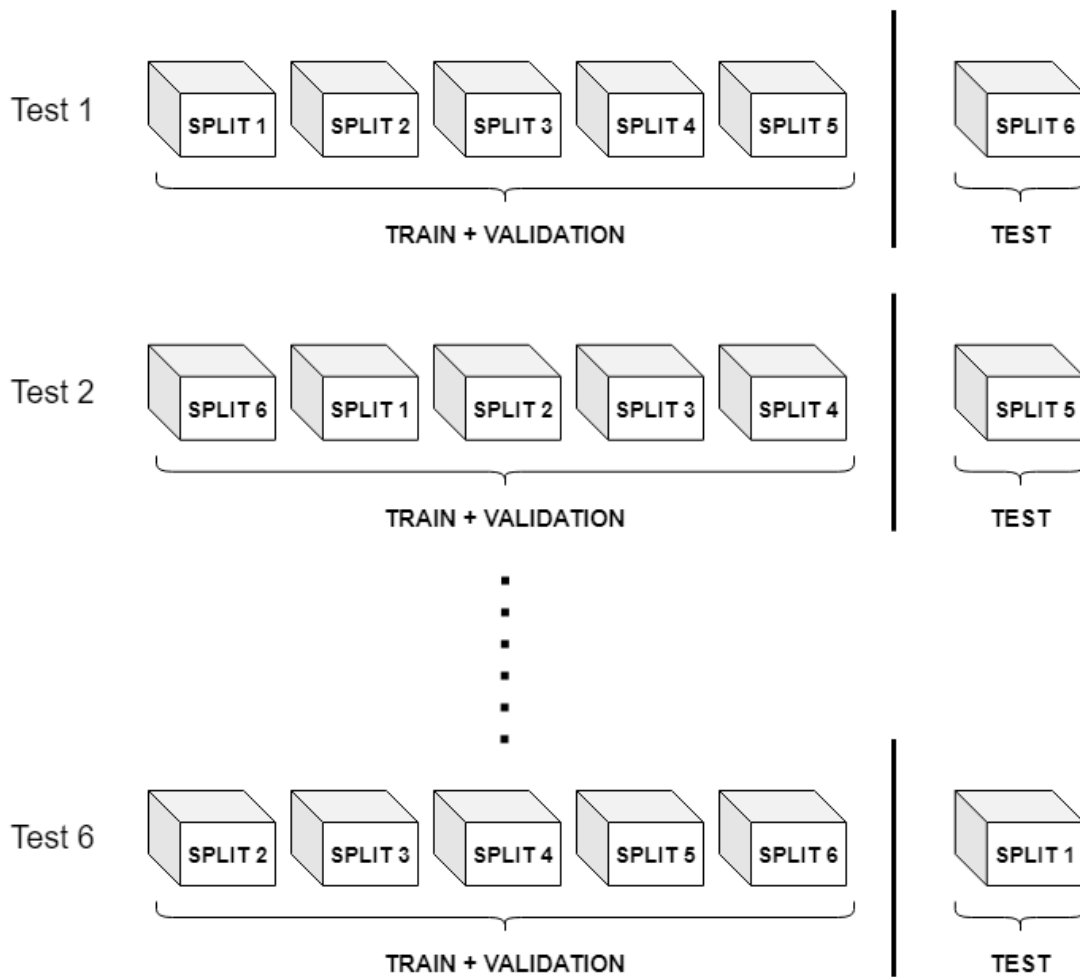 Test 1
SPLIT 1 SPLIT 2 SPLIT 3 SPLIT 4 SPLIT 5 SPLIT 6
TRAIN + VALIDATION TEST
Test 2
SPLIT 6 SPLIT 1 SPLIT 2 SPLIT 3 SPLIT 4 SPLIT 5
TRAIN + VALIDATION TEST
Test 6
SPLIT 2 SPLIT 3 SPLIT 4 SPLIT 5 SPLIT 6 SPLIT 1
TRAIN + VALIDATION TEST